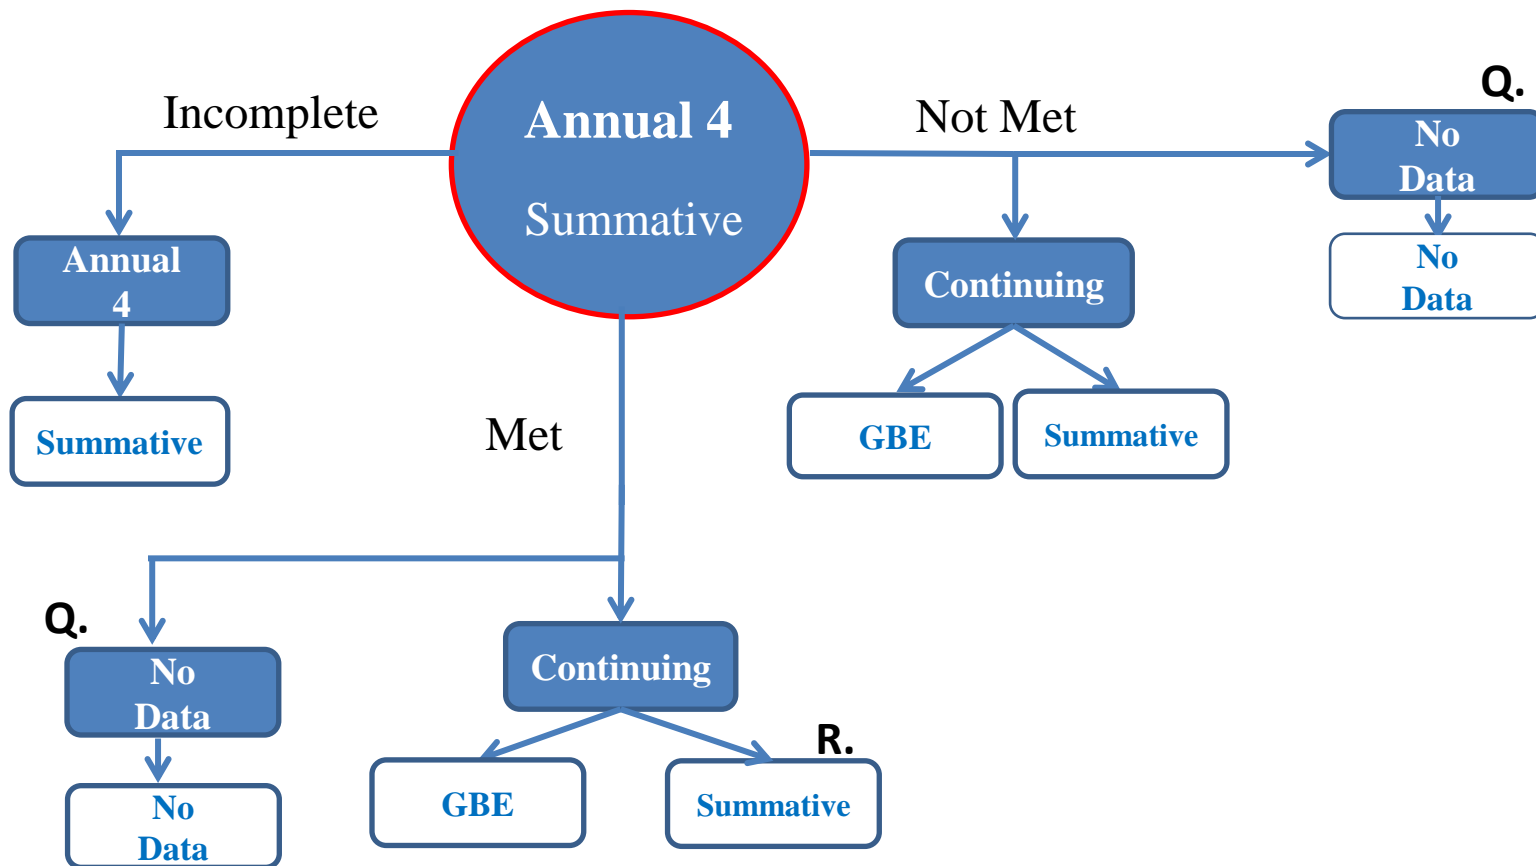 Incomplete
Annual 4
Summative
Not Met
Q.
No
Data
No
Data
Annual
4
Summative
Continuing
GBE
Summative
Met
Q.
No
Data
No
Data
Continuing
R.
GBE
Summative